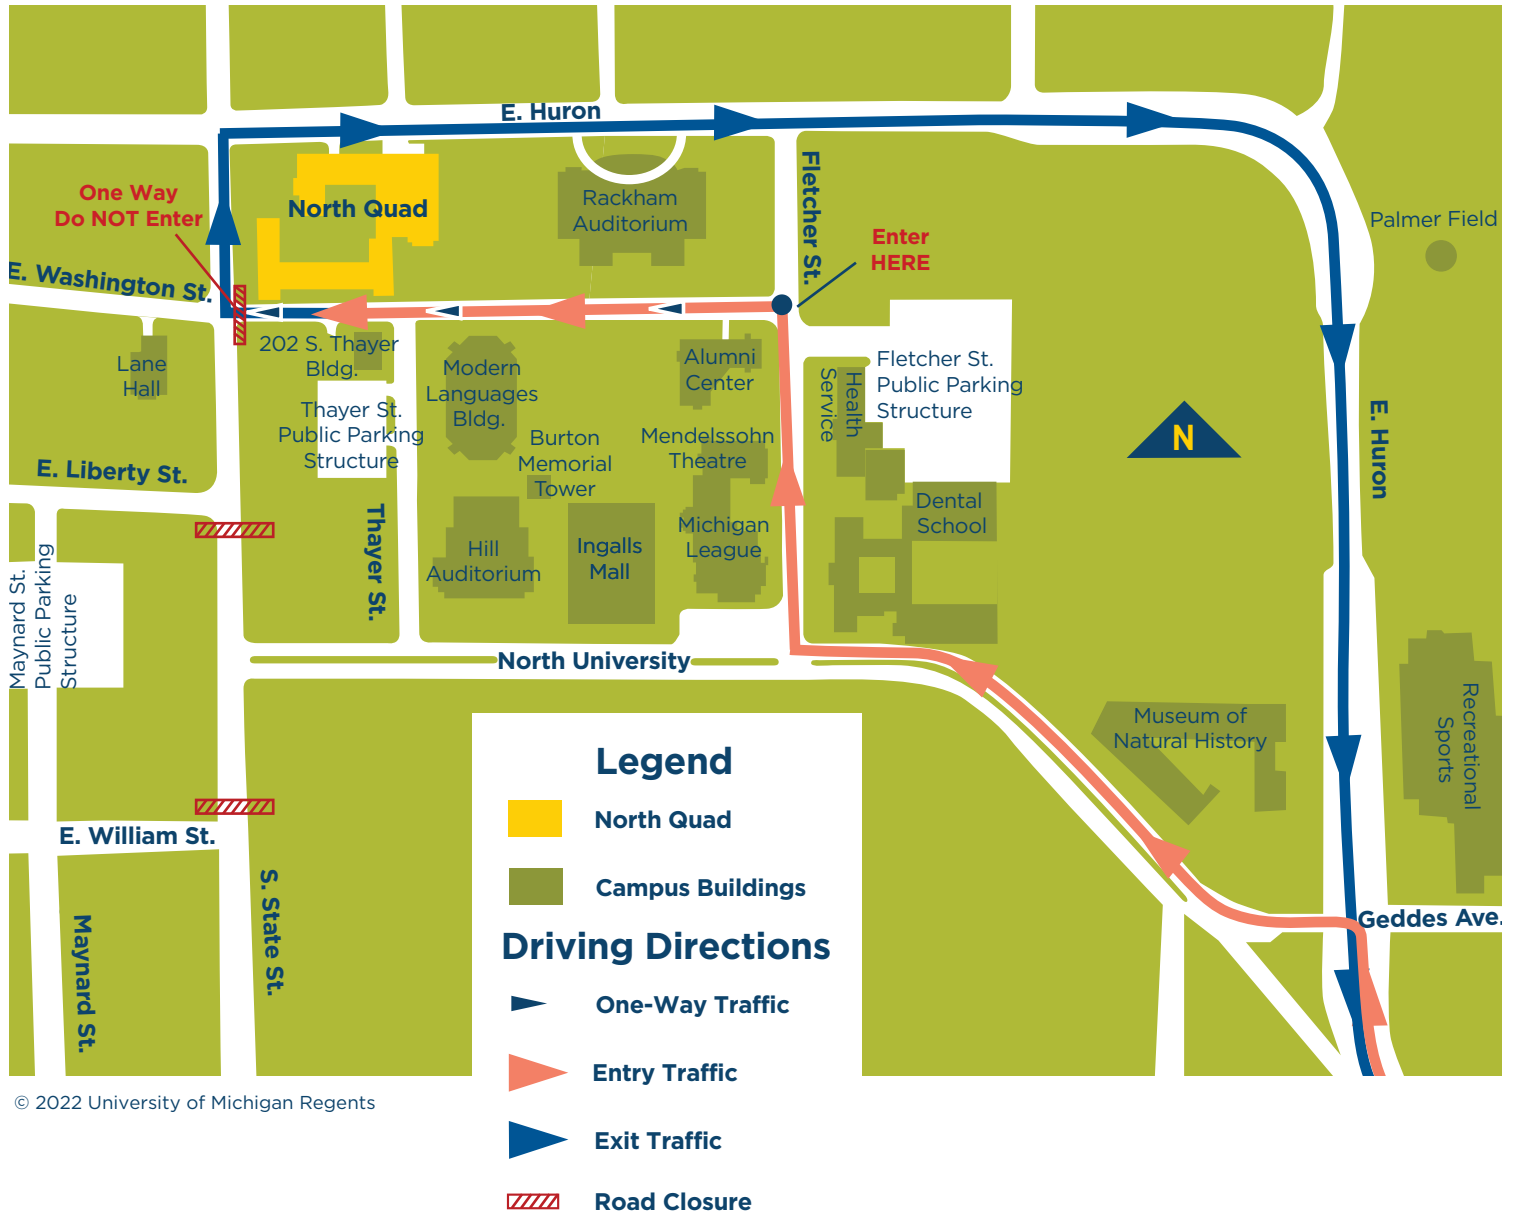 E. Huron
One Way
Do NOT Enter
North Quad
Rackham
Auditorium
Fletcher St.
Enter
HERE
Palmer Field
E. Washington St.
Lane
Hall
202 S. Thayer
Bldg.
Thayer St.
Public Parking
Structure
Modern
Languages
Bldg.
Burton
Memorial
Tower
Alumni
Center
Mendelssohn
Theatre
Michigan
League
Health
Service
Fletcher St.
Public Parking
Structure
N
E. Huron
E. Liberty St.
Dental
School
Thayer St.
Hill
Auditorium
Ingalls
Mall
Maynard St.
Public Parking
Structure
North University
Museum of
Natural History
Recreational
Sports
E. William St.
S. State St.
Maynard St.
Geddes Ave.
Legend
North Quad
Campus Buildings
Driving Directions
One-Way Traffic
Entry Traffic
Exit Traffic
Road Closure
© 2022 University of Michigan Regents